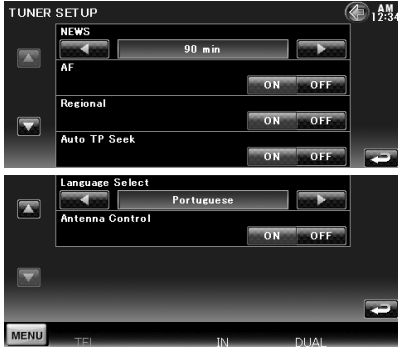 TUNER SETUP
AM
12:34
NEWS
90 min
AF
ON OFF
Regional
ON OFF
Auto TP Seek
ON OFF
Language Select
Portuguese
Antenna Control
ON OFF
MENU
TEL IN DUAL